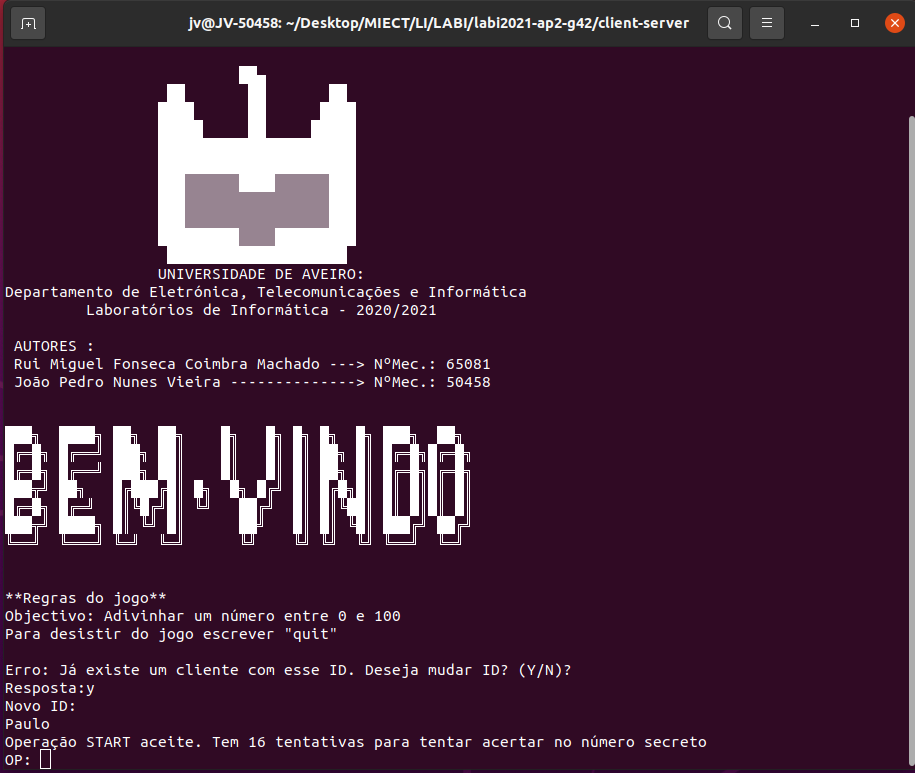 jv@JV-50458: ~/Desktop/MIECT/LI/LABI/labi2021-ap2-g42/client-server
UNIVERSIDADE DE AVEIRO:
Departamento de Eletrónica, Telecomunicações e Informática
Laboratórios de Informática - 2020/2021
AUTORES :
Rui Miguel Fonseca Coimbra Machado ---> NºMec.: 65081
João Pedro Nunes Vieira --------------> NºMec.: 50458
BEM.VINDO
**Regras do jogo**
Objectivo: Adivinhar um número entre 0 e 100
Para desistir do jogo escrever "quit"
Erro: Já existe um cliente com esse ID. Deseja mudar ID? (Y/N)?
Resposta:y
Novo ID:
Paulo
Operação START aceite. Tem 16 tentativas para tentar acertar no número secreto
OP: